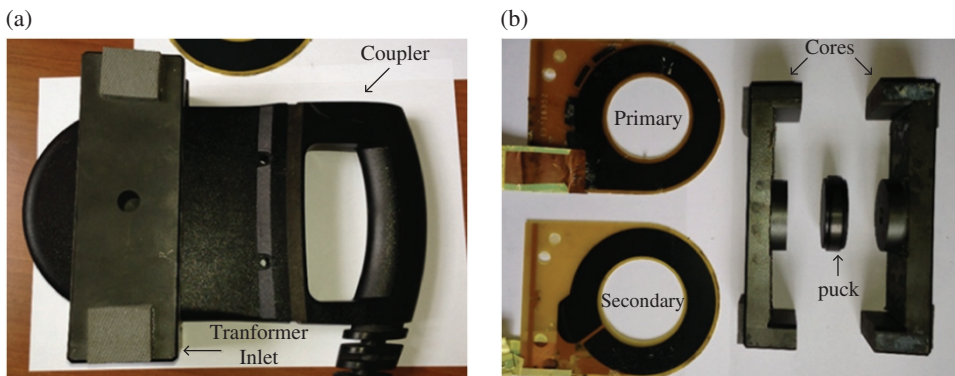 (a)
Coupler
Tranformer
Inlet
(b)
Cores
Primary
Secondary
puck